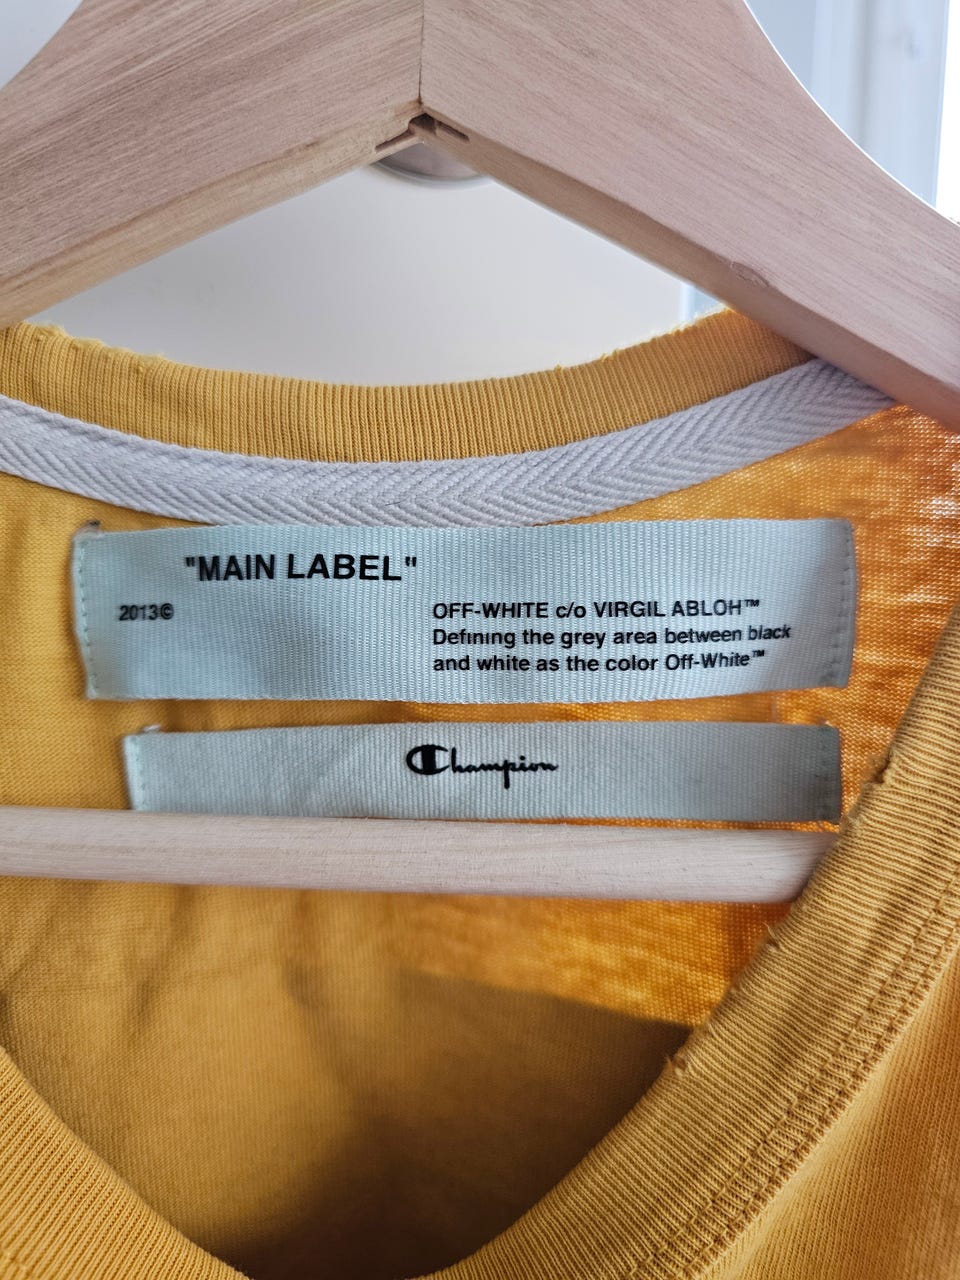 "MAIN LABEL"
2013©
OFF-WHITE c/o VIRGIL ABLOH™
Defining the grey area between black
and white as the color Off-White™
Champion